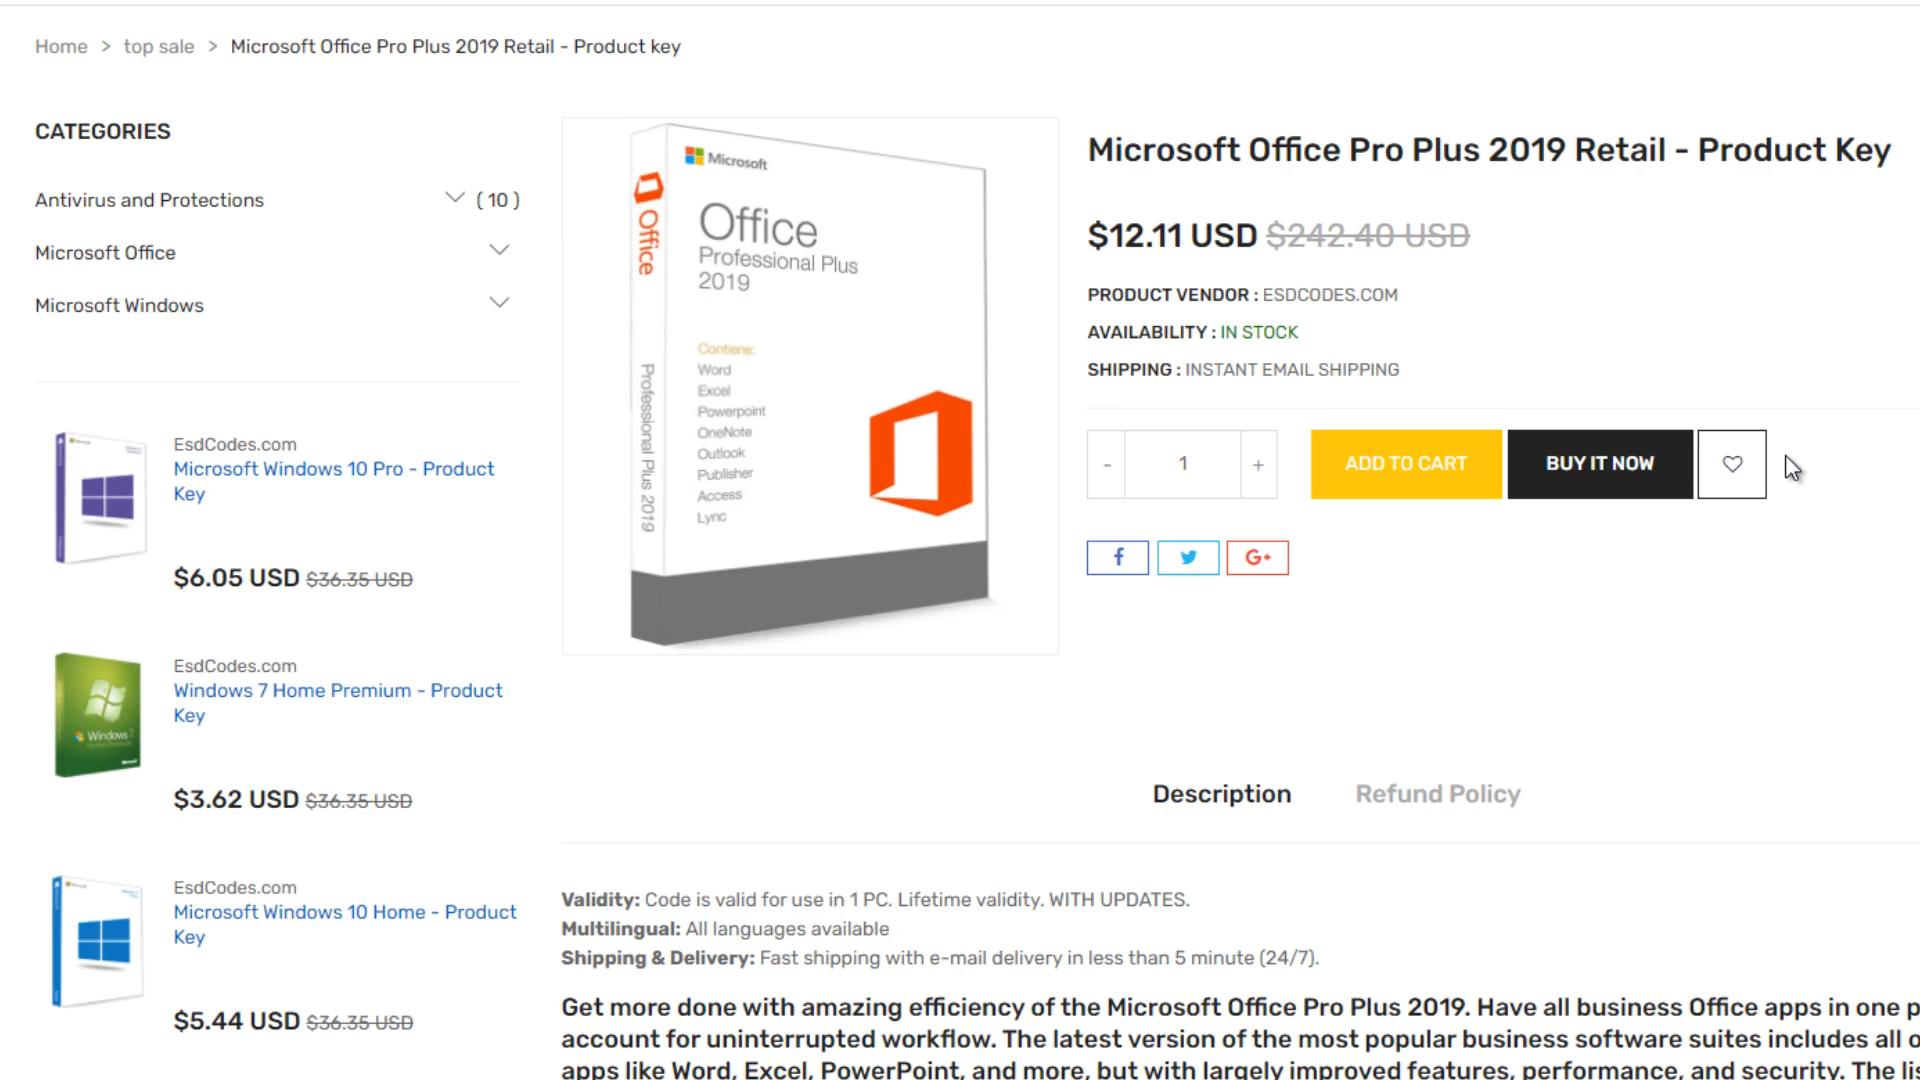 Home > top sale > Microsoft Office Pro Plus 2019 Retail - Product key
CATEGORIES
Antivirus and Protections ( 10 )
Microsoft Office
Microsoft Windows
EsdCodes.com
Microsoft Windows 10 Pro - Product
Key
$6.05 USD $36.35 USD
Windows 7
Home Premium
Microsoft
EsdCodes.com
Windows 7 Home Premium - Product
Key
$3.62 USD $36.35 USD
EsdCodes.com
Microsoft Windows 10 Home - Product
Key
$5.44 USD $36.35 USD
Office
Professional Plus 2019
Microsoft
Office
Professional Plus
2019
Contiene:
Word
Excel
Powerpoint
OneNote
Outlook
Publisher
Access
Lync
Microsoft Office Pro Plus 2019 Retail - Product Key
$12.11 USD $242.40 USD
PRODUCT VENDOR : ESDCODES.COM
AVAILABILITY : IN STOCK
SHIPPING : INSTANT EMAIL SHIPPING
- 1 + ADD TO CART BUY IT NOW
f G+
Description Refund Policy
Validity: Code is valid for use in 1 PC. Lifetime validity. WITH UPDATES.
Multilingual: All languages available
Shipping & Delivery: Fast shipping with e-mail delivery in less than 5 minute (24/7).
Get more done with amazing efficiency of the Microsoft Office Pro Plus 2019. Have all business Office apps in one p
account for uninterrupted workflow. The latest version of the most popular business software suites includes all o
apps like Word, Excel, PowerPoint, and more, but with largely improved features, performance, and security. The lis